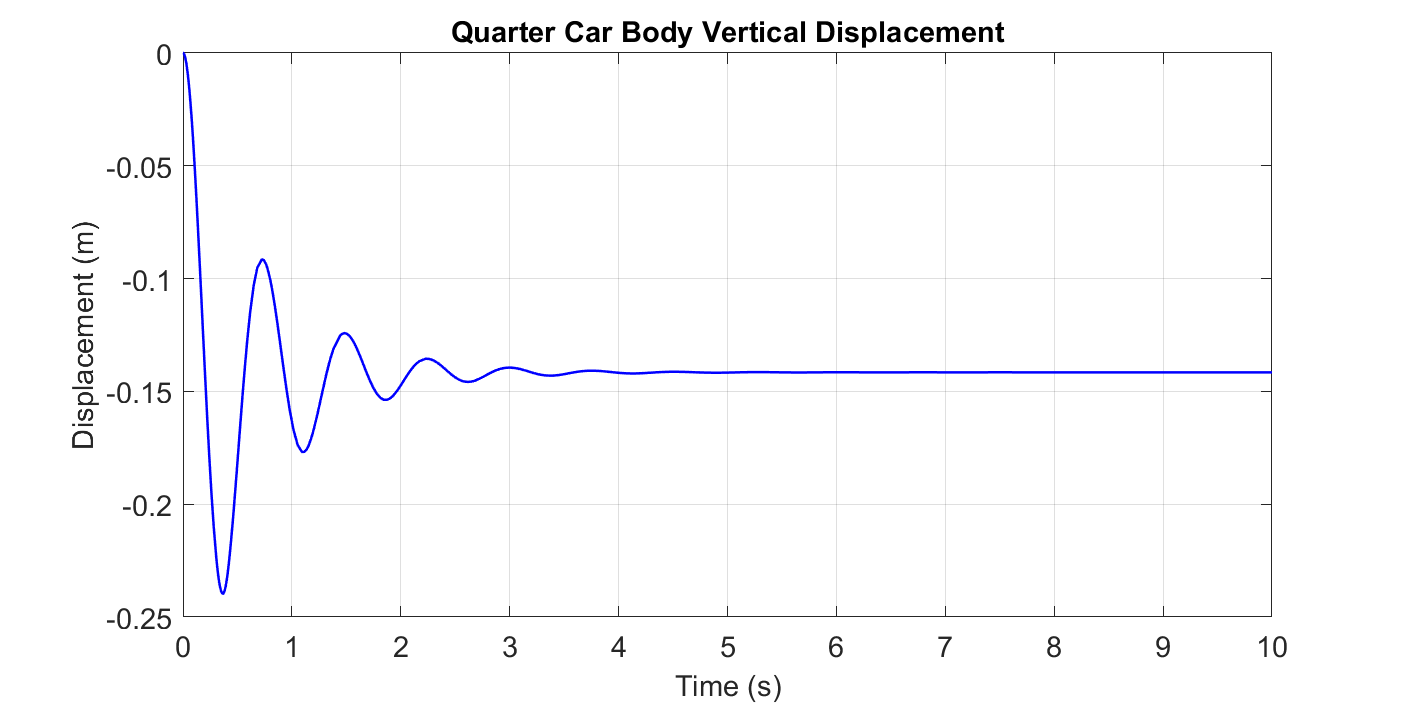 Quarter Car Body Vertical Displacement
0
-0.05
-0.1
-0.15
-0.2
-0.25
Displacement (m)
0 1 2 3 4 5 6 7 8 9 10
Time (s)